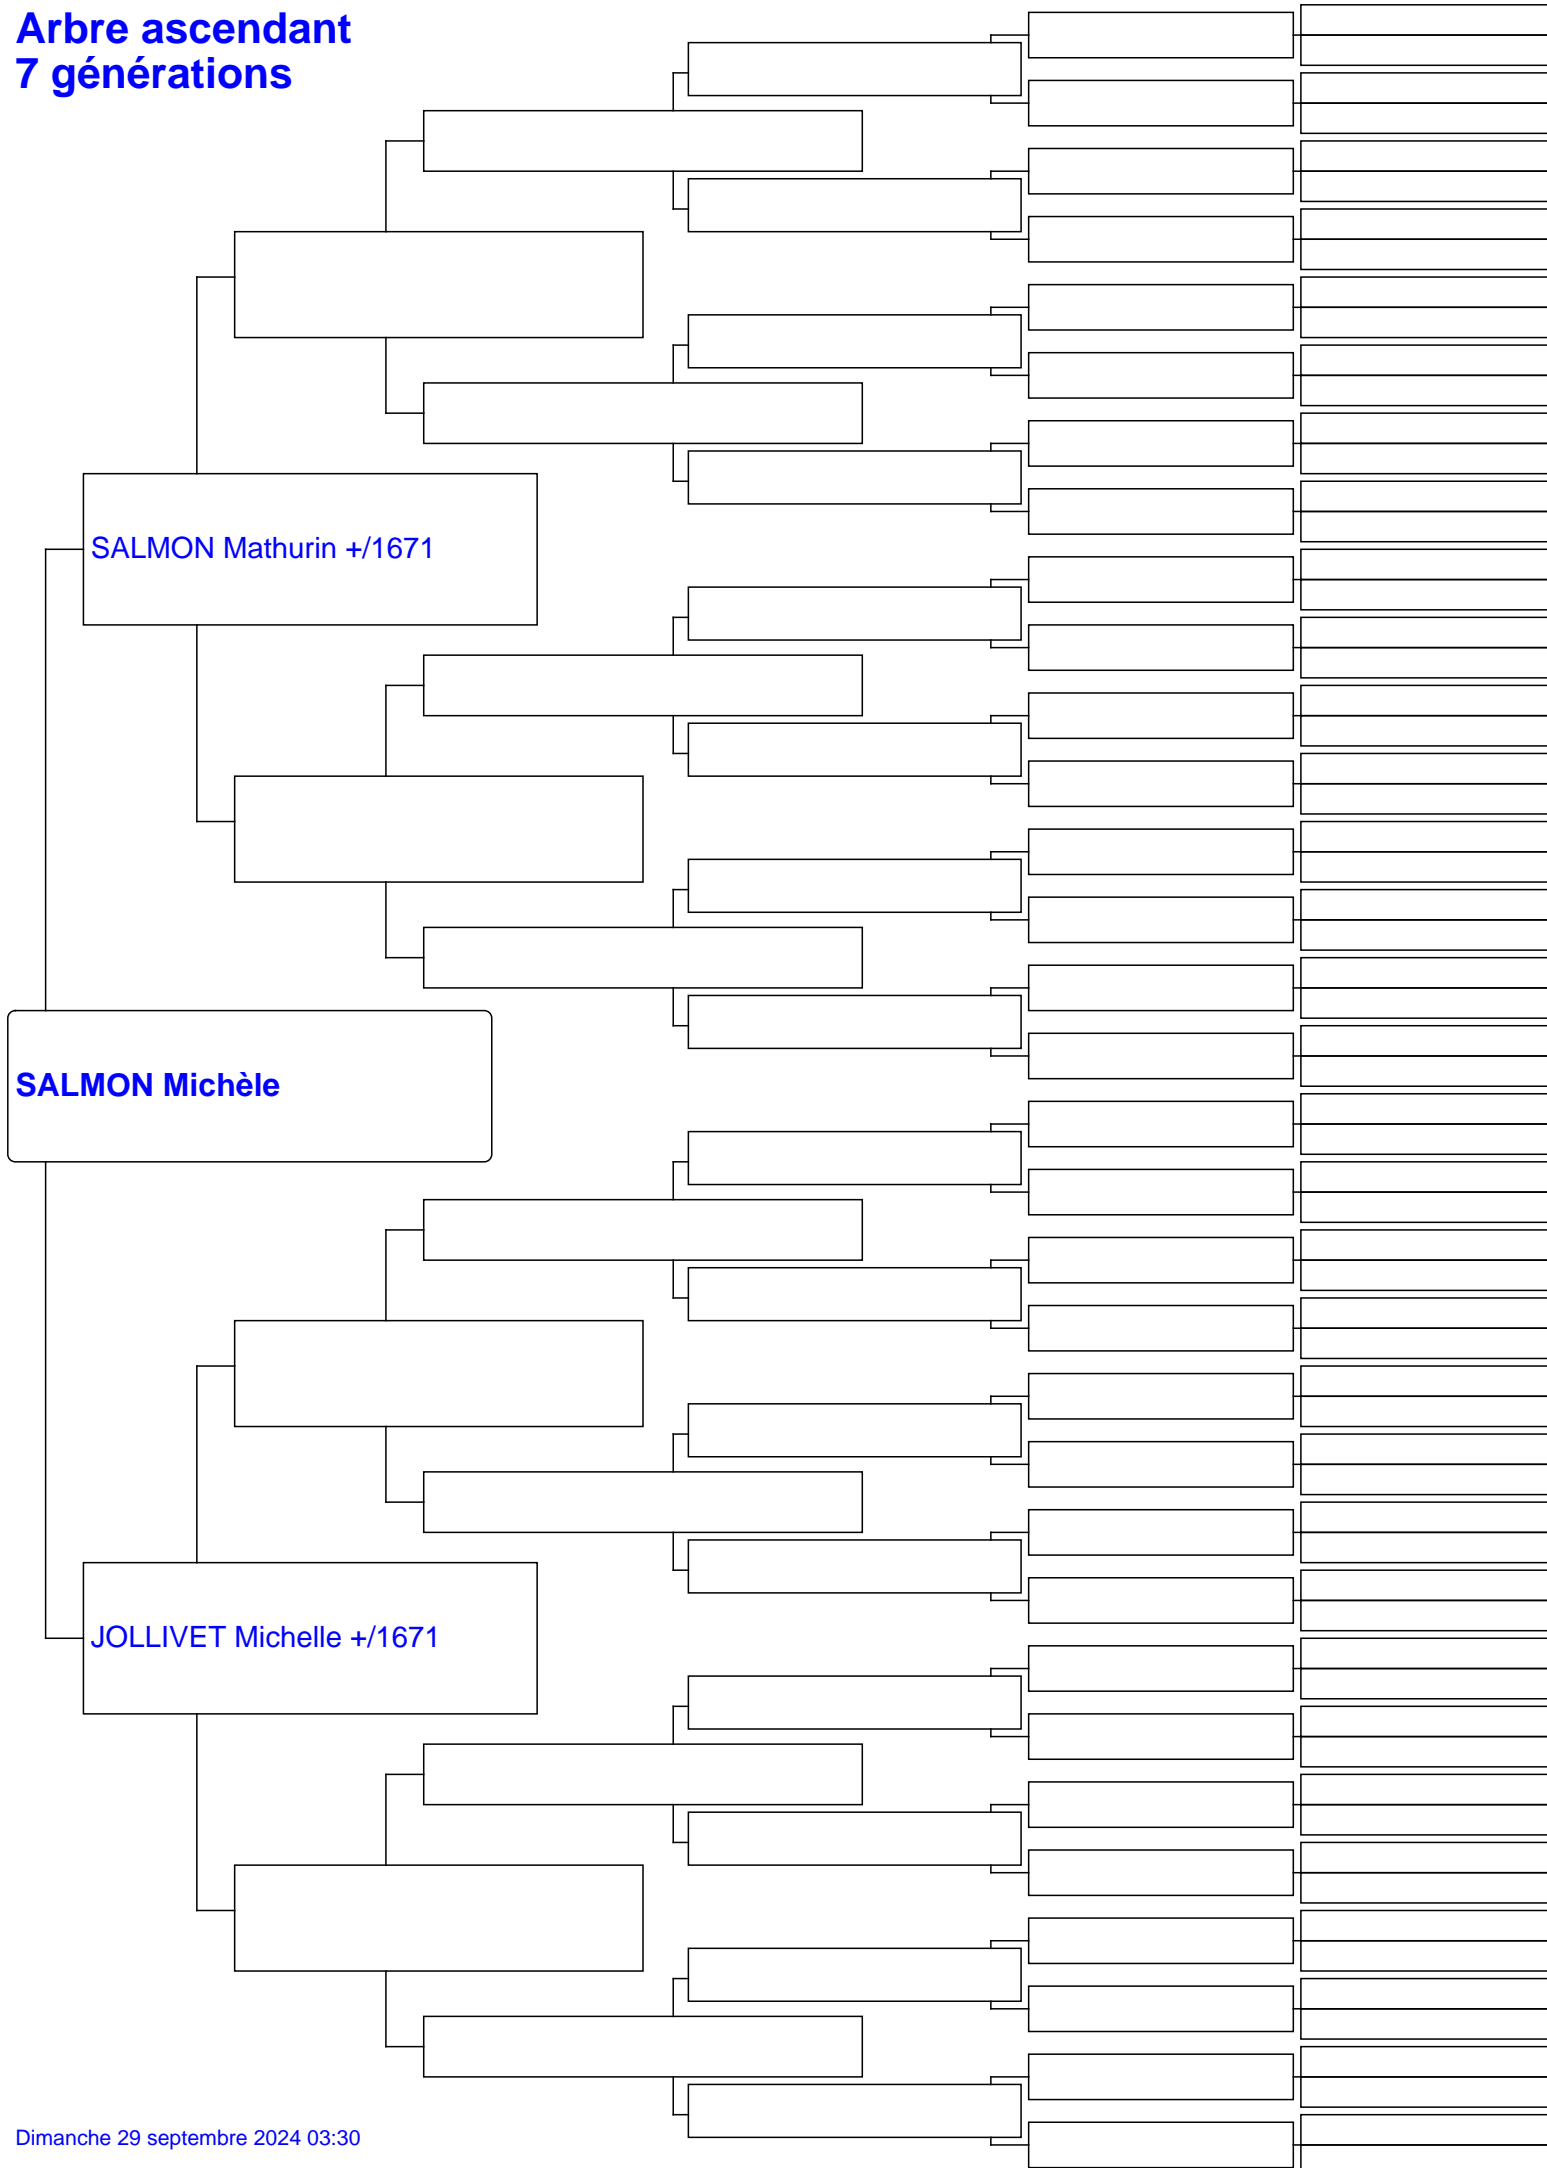 Arbre ascendant
7 générations
SALMON Mathurin +/1671
SALMON Michèle
JOLLIVET Michelle +/1671
Dimanche 29 septembre 2024 03:30